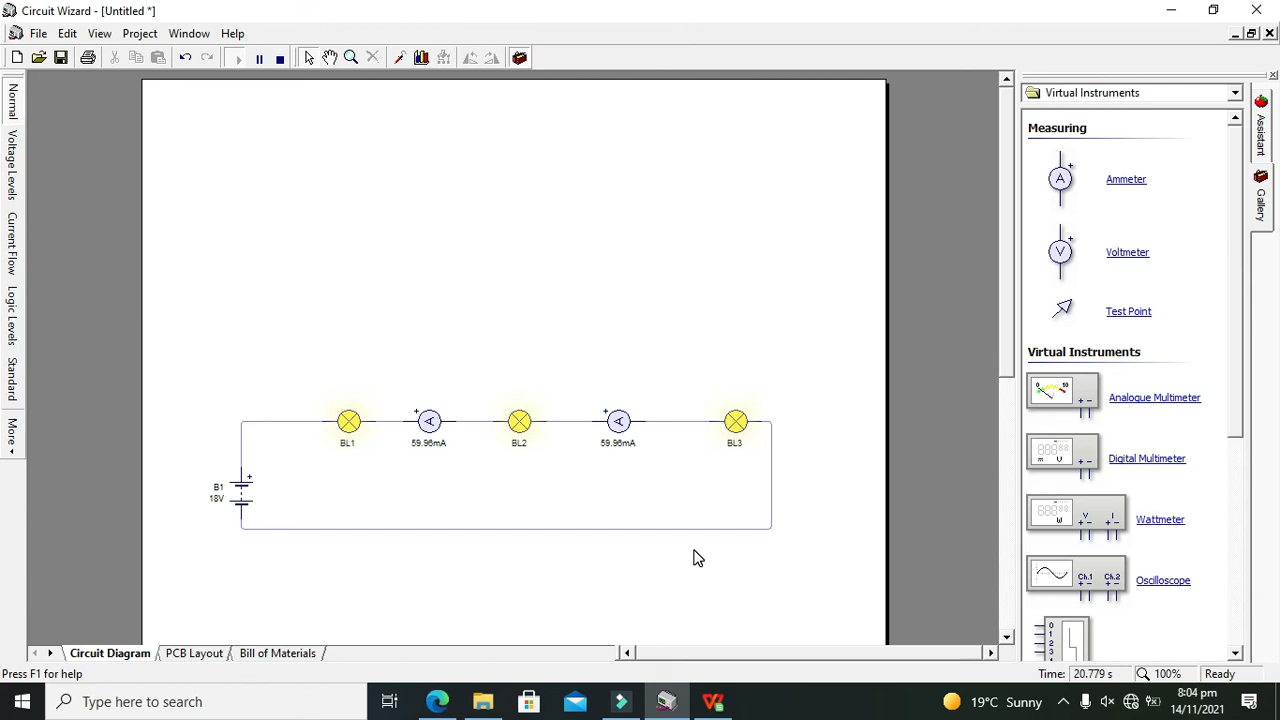 Circuit Wizard - [Untitled *]
File Edit View Project Window Help
Normal
Voltage Levels
Current Flow
Logic Levels
Standard
More
Virtual Instruments
Assistant
Gallery
Measuring
A
+
Ammeter
V
+
Voltmeter
Test Point
Virtual Instruments
Analogue Multimeter
Digital Multimeter
Wattmeter
Oscilloscope
BL1
A
+
59.96mA
BL2
A
+
59.96mA
BL3
B1
18V
+
Circuit Diagram PCB Layout Bill of Materials
Press F1 for help
Time: 20.779 s 100% Ready
Type here to search
19°C Sunny
8:04 pm
14/11/2021